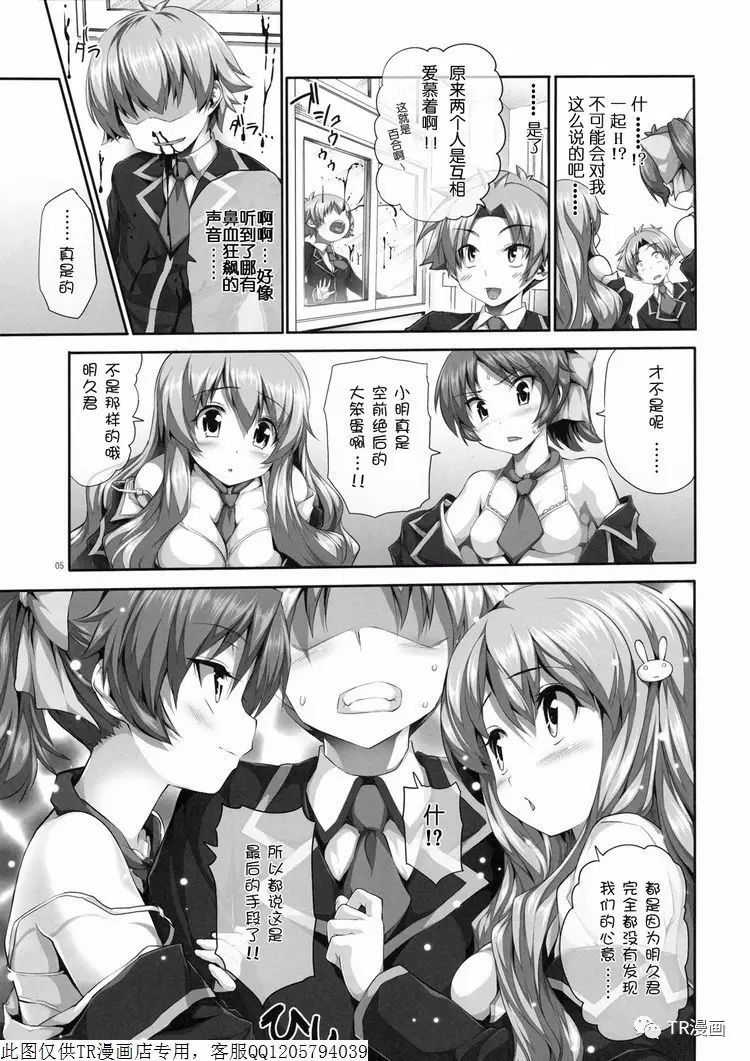 什……!?
一起H!?
不可能会对我
这么说的吧……
……是了
原来两个人是互相
爱慕着啊!!
这就是
百合啊～
啊啊…好像
听到了哪有
鼻血狂飙的
声音……
……真是的
才不是呢…
小明真是
空前绝后的
大笨蛋啊…!!
不是那样的哦
明久君
05
都是因为明久君
完全都没有发现
我们的心意……
什!?
所以都说这是
最后的手段了!!
TR漫画
此图仅供TR漫画店专用，客服QQ1205794039